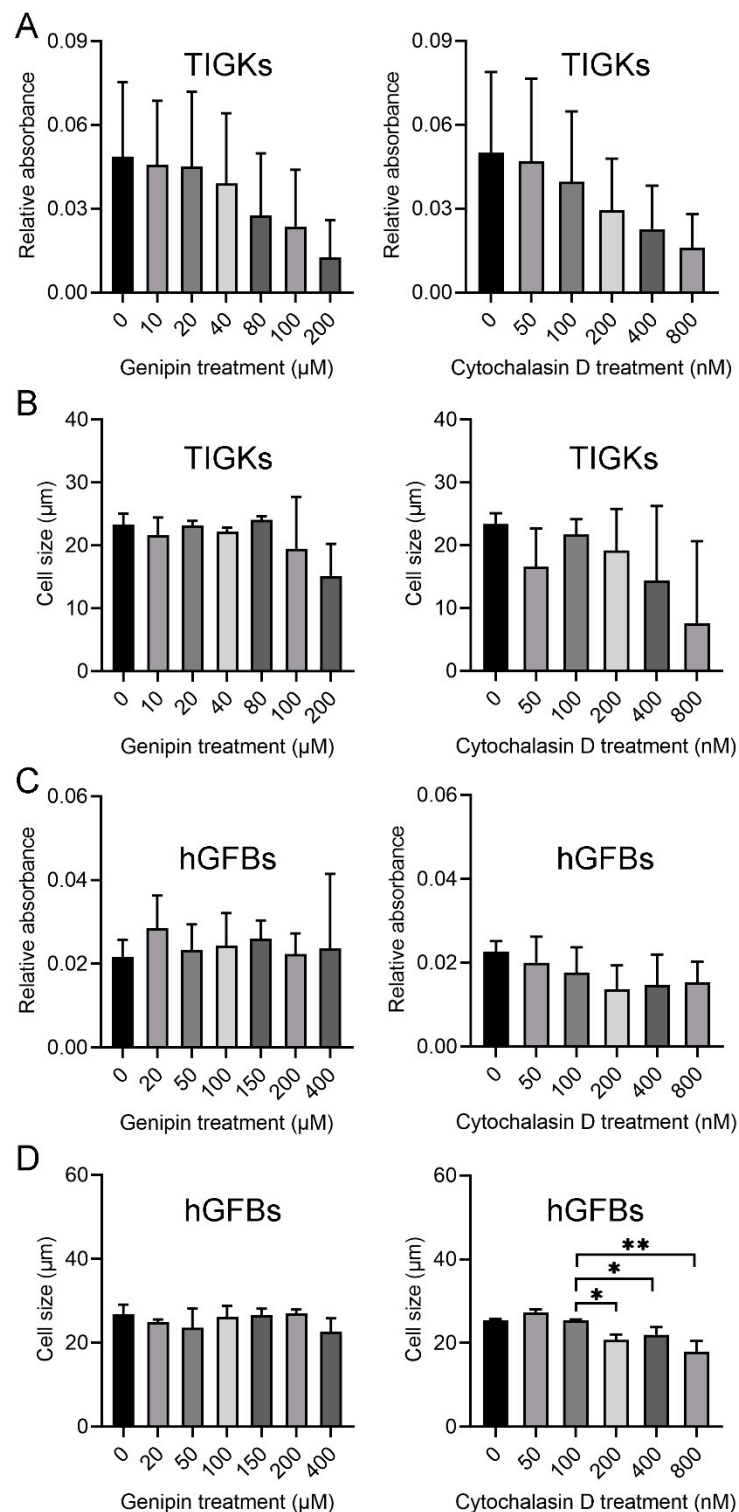 A
TIGKs
Relative absorbance
0.09
0.06
0.03
0.00
0 10 20 40 80 100 200
Genipin treatment (µM)
TIGKs
Relative absorbance
0.09
0.06
0.03
0.00
0 50 100 200 400 800
Cytochalasin D treatment (nM)
B
TIGKs
Cell size (µm)
40
30
20
10
0
0 10 20 40 80 100 200
Genipin treatment (µM)
TIGKs
Cell size (µm)
40
30
20
10
0
0 50 100 200 400 800
Cytochalasin D treatment (nM)
C
hGFBs
Relative absorbance
0.06
0.04
0.02
0.00
0 20 50 100 150 200 400
Genipin treatment (µM)
hGFBs
Relative absorbance
0.06
0.04
0.02
0.00
0 50 100 200 400 800
Cytochalasin D treatment (nM)
D
hGFBs
Cell size (µm)
60
40
20
0
0 20 50 100 150 200 400
Genipin treatment (µM)
hGFBs
Cell size (µm)
60
40
20
0
**
*
*
0 50 100 200 400 800
Cytochalasin D treatment (nM)